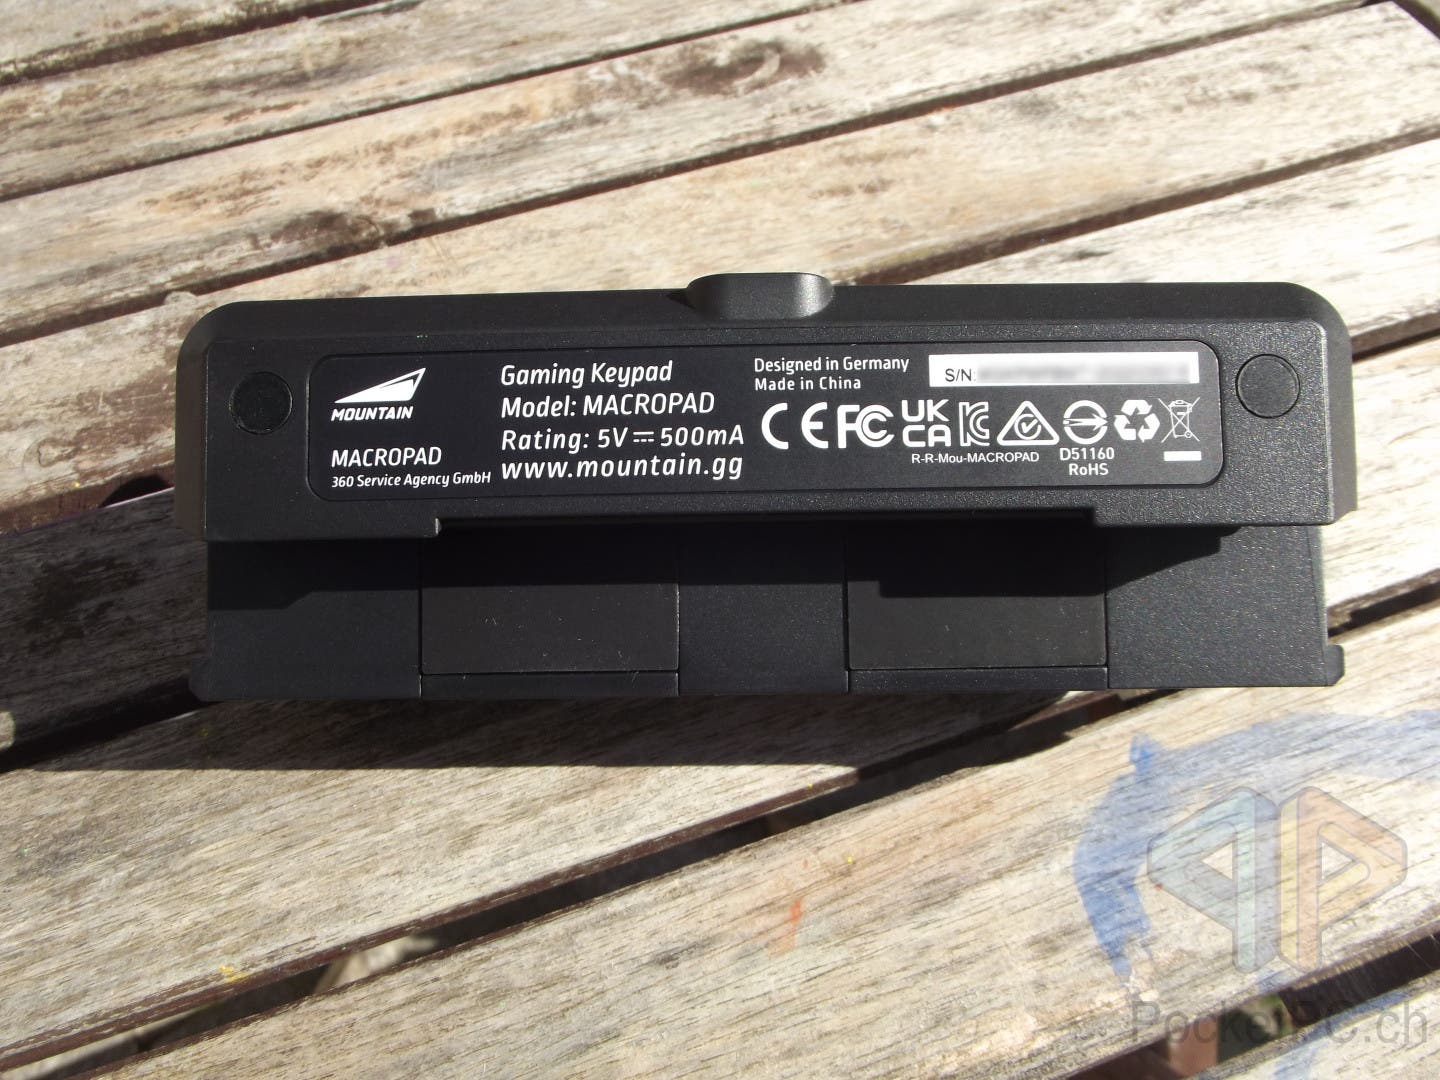 MOUNTAIN
MACROPAD
360 Service Agency GmbH
Gaming Keypad
Model: MACROPAD
Rating: 5V⎓500mA
www.mountain.gg
Designed in Germany
Made in China
S/N:
CE FC UK CA
R-R-Mou-MACROPAD
D51160
RoHS
PocketPC.ch